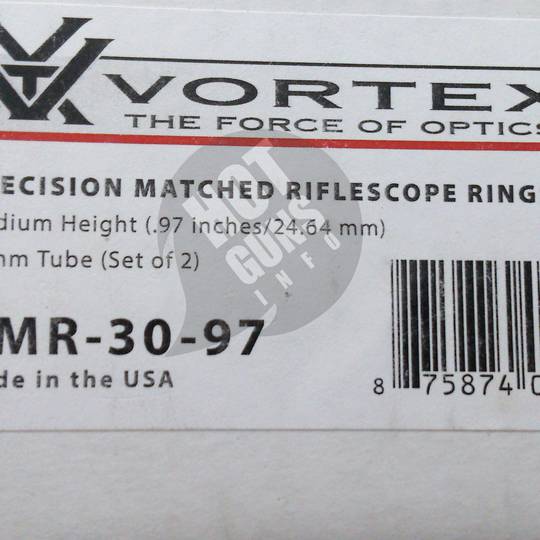 VORTEX
THE FORCE OF OPTICS
ECISION MATCHED RIFLESCOPE RING
dium Height (.97 inches/24.64 mm)
mm Tube (Set of 2)
MR-30-97
de in the USA
8 75874 0
HOT
GUNS
INFO